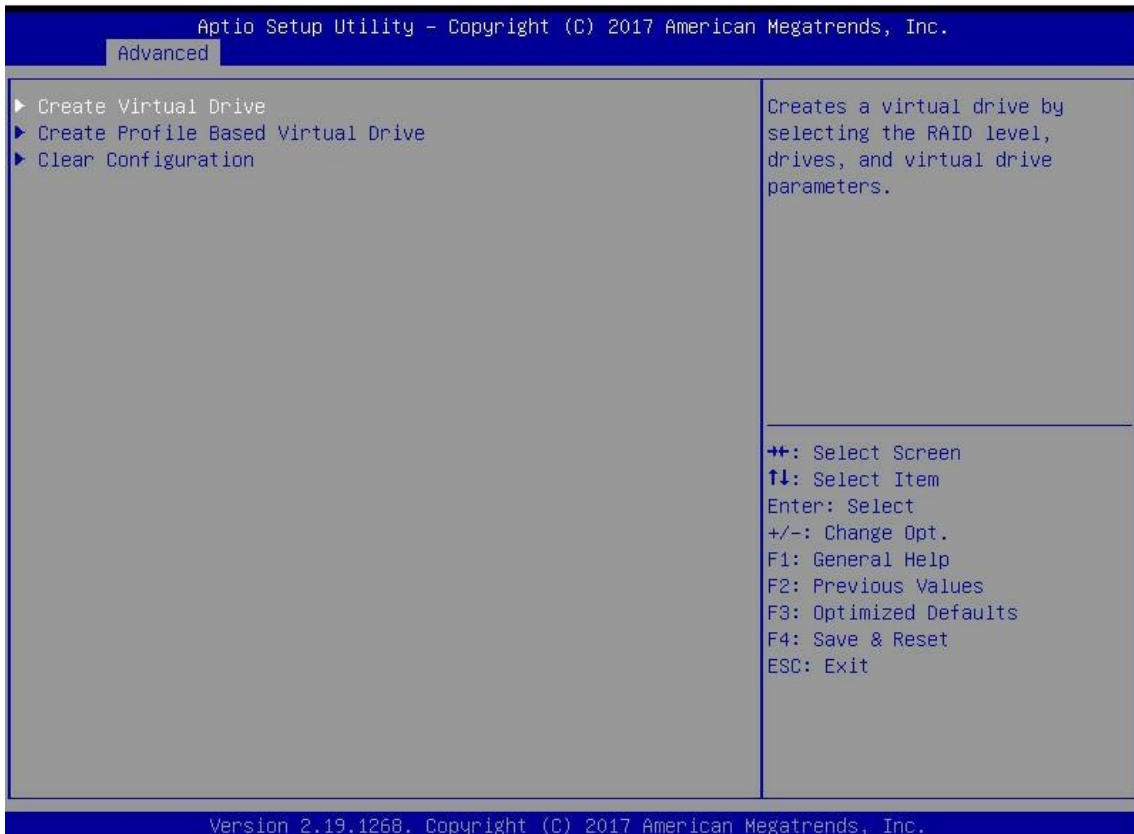 Aptio Setup Utility – Copyright (C) 2017 American Megatrends, Inc.
Advanced
▶ Create Virtual Drive
▶ Create Profile Based Virtual Drive
▶ Clear Configuration
Creates a virtual drive by
selecting the RAID level,
drives, and virtual drive
parameters.
→←: Select Screen
↑↓: Select Item
Enter: Select
+/-: Change Opt.
F1: General Help
F2: Previous Values
F3: Optimized Defaults
F4: Save & Reset
ESC: Exit
Version 2.19.1268. Copyright (C) 2017 American Megatrends, Inc.